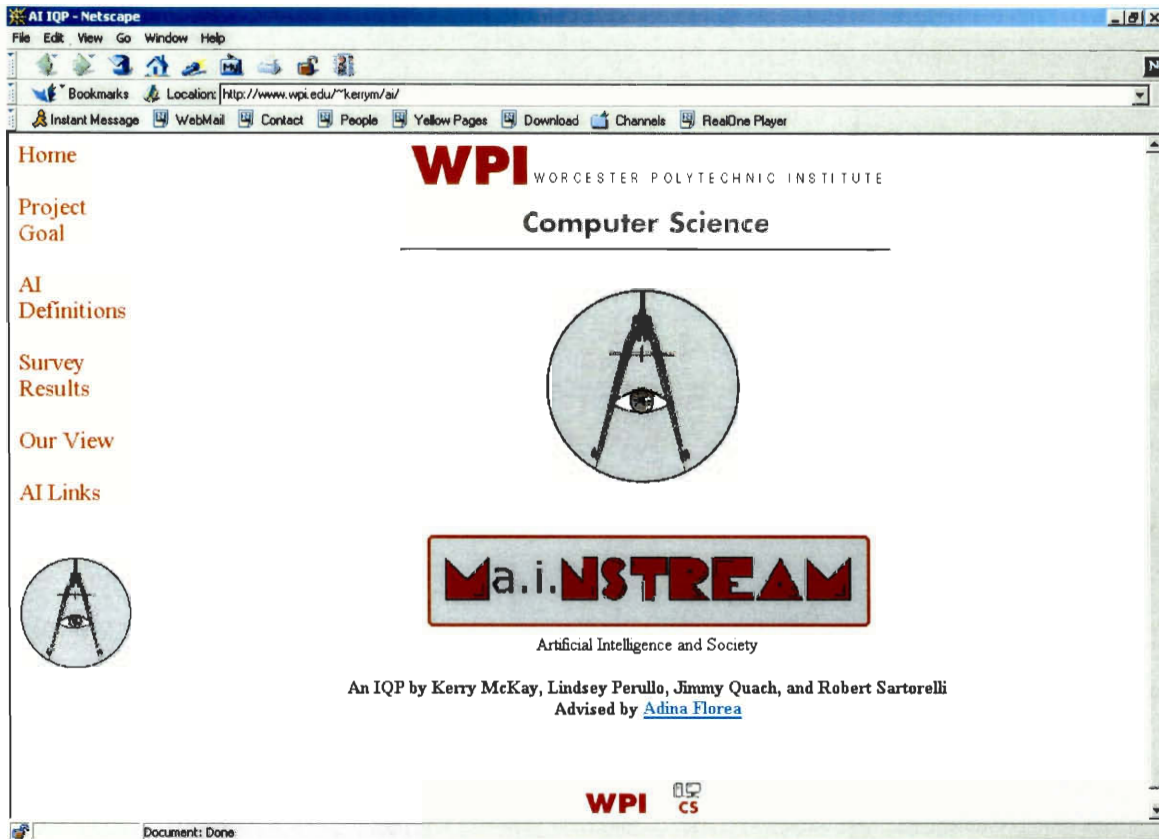 AI IQP - Netscape
File Edit View Go Window Help
Bookmarks Location: http://www.wpi.edu/~kerrym/ai/
Instant Message WebMail Contact People Yellow Pages Download Channels RealOne Player
Home
Project
Goal
AI
Definitions
Survey
Results
Our View
AI Links
WPI WORCESTER POLYTECHNIC INSTITUTE
Computer Science
Ma.i.NSTREAM
Artificial Intelligence and Society
An IQP by Kerry McKay, Lindsey Perullo, Jimmy Quach, and Robert Sartorelli
Advised by Adina Florea
WPI CS
Document: Done